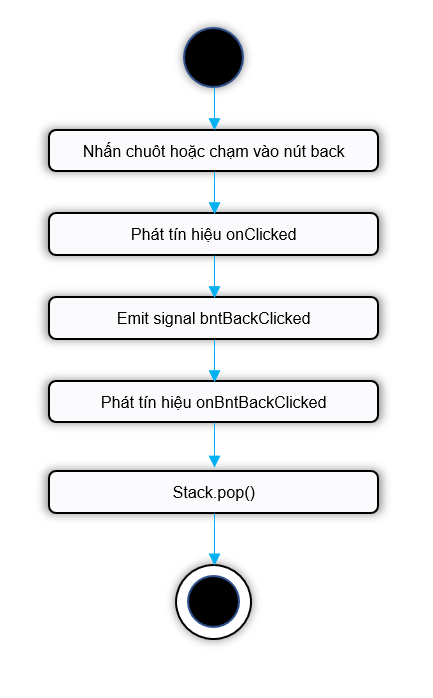 Nhấn chuôt hoặc chạm vào nút back
Phát tín hiệu onClicked
Emit signal bntBackClicked
Phát tín hiệu onBntBackClicked
Stack.pop()